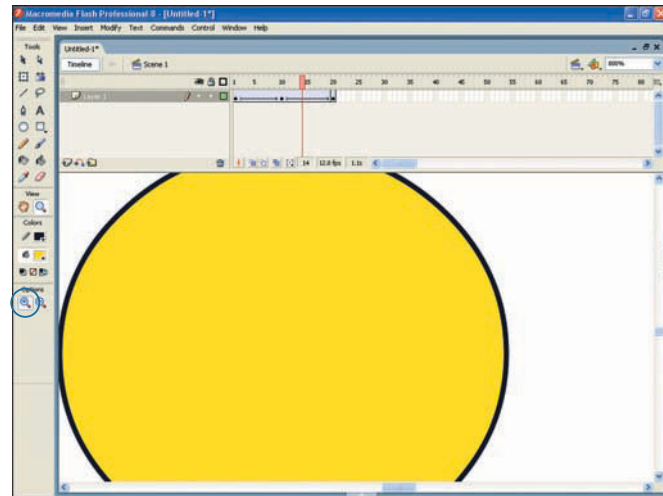 Macromedia Flash Professional 8 - [Untitled-1*]
File Edit View Insert Modify Text Commands Control Window Help
Tools
Untitled-1*
Timeline
Scene 1
800%
1 5 10 15 20 25 30 35 40 45 50 55 60 65 70 75 80
Layer 1
14 12.0 fps 1.1s
View
Colors
Options